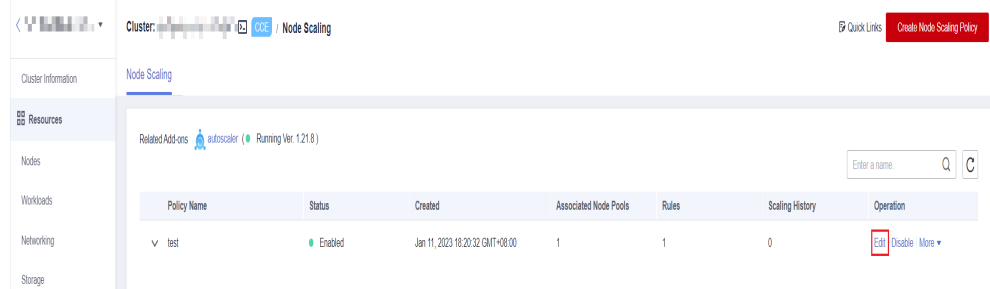 Cluster: CCE / Node Scaling
Quick Links
Create Node Scaling Policy
Cluster Information
Node Scaling
Resources
Related Add-ons autoscaler ( Running Ver. 1.21.8 )
Nodes
Enter a name.
Workloads
Policy Name Status Created Associated Node Pools Rules Scaling History Operation
Networking
test Enabled Jan 11, 2023 18:20:32 GMT+08:00 1 1 0 Edit Disable More
Storage